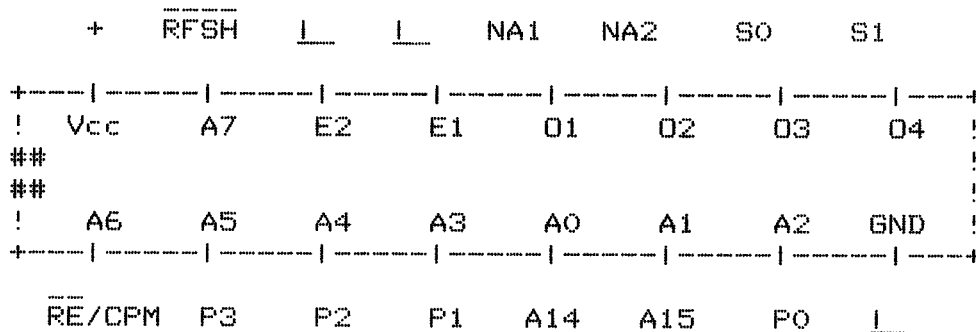 + RFSH NA1 NA2 S0 S1
Vcc A7 E2 E1 O1 O2 O3 O4
A6 A5 A4 A3 A0 A1 A2 GND
RE/CPM P3 P2 P1 A14 A15 P0